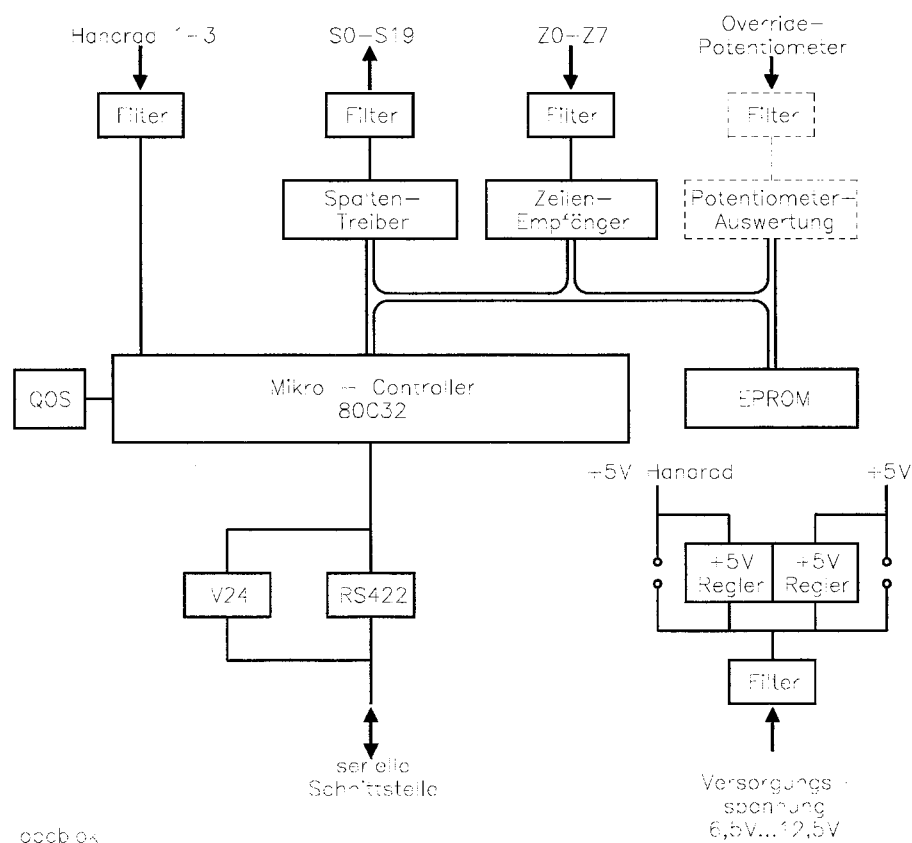 Handrad 1-3
S0-S19
Z0-Z7
Override-
Potentiometer
Filter
Filter
Filter
Filter
Spalten-
Treiber
Zeilen-
Empfänger
Potentiometer-
Auswertung
QOS
Mikro - Controller
80C32
EPROM
+5V Handrad
+5V
+5V
Regler
+5V
Regler
V24
RS422
Filter
serielle
Schnittstelle
Versorgungs-
spannung
6,5V...12,5V